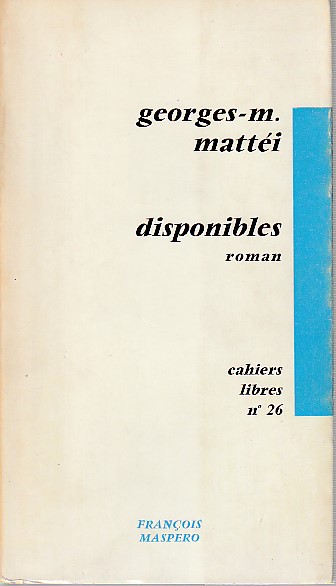 georges-m.
mattéi
disponibles
roman
cahiers
libres
n° 26
FRANÇOIS
MASPERO